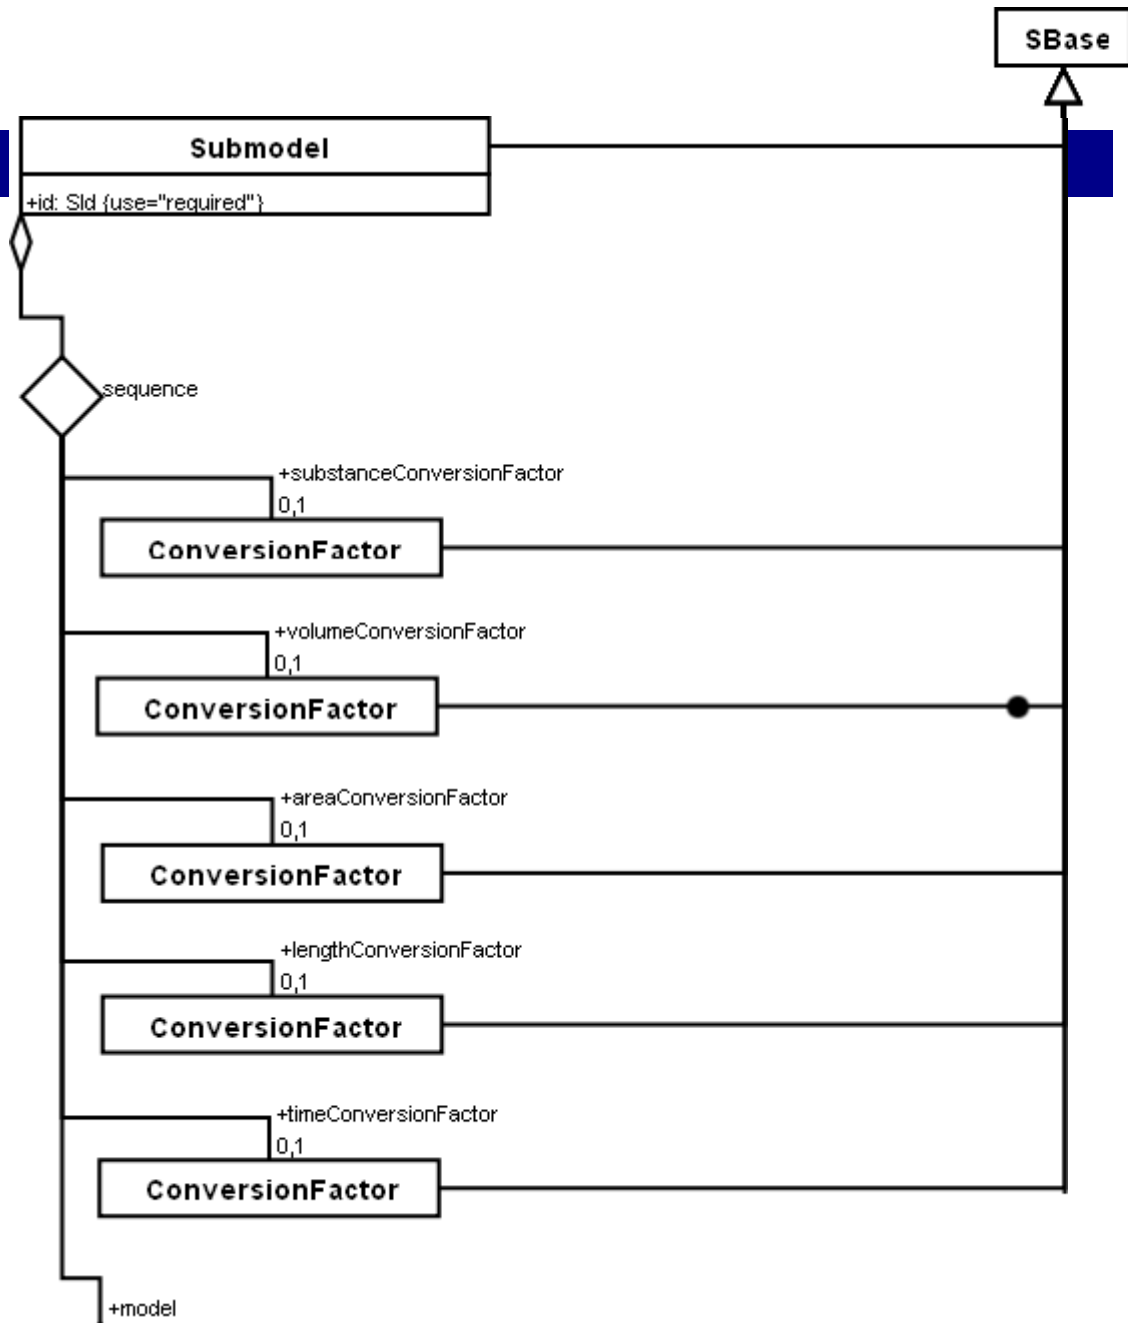 SBase
Submodel
+id: SId {use="required"}
sequence
+substanceConversionFactor
0,1
ConversionFactor
+volumeConversionFactor
0,1
ConversionFactor
+areaConversionFactor
0,1
ConversionFactor
+lengthConversionFactor
0,1
ConversionFactor
+timeConversionFactor
0,1
ConversionFactor
+model